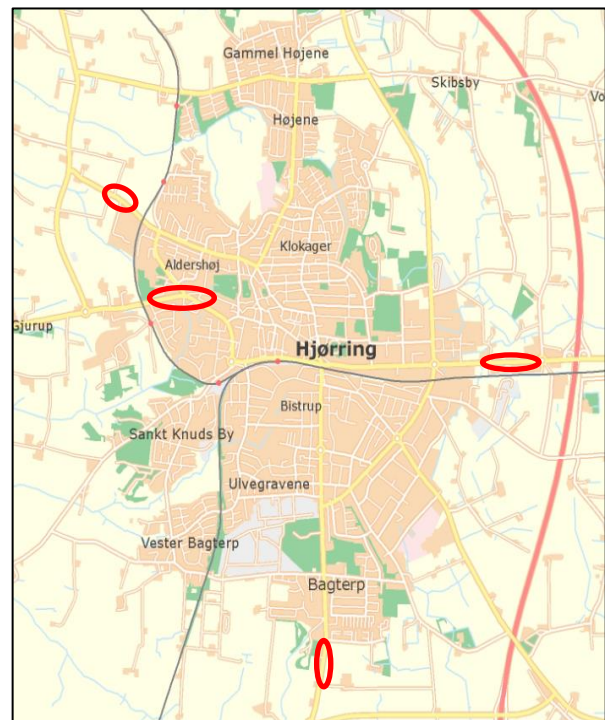 Gammel Højene
Skibsby
Vo
Højene
Klokager
Aldershøj
Gjurup
Hjørring
Bistrup
Sankt Knuds By
Ulvegravene
Vester Bagterp
Bagterp